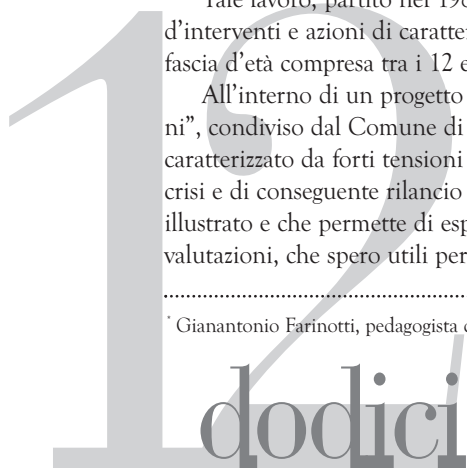 Tale lavoro, partito nel 19
d'interventi e azioni di caratte
fascia d'età compresa tra i 12 e
All'interno di un progetto
ni", condiviso dal Comune di
caratterizzato da forti tensioni
crisi e di conseguente rilancio
illustrato e che permette di esp
valutazioni, che spero utili per
* Gianantonio Farinotti, pedagogista
12
dodici